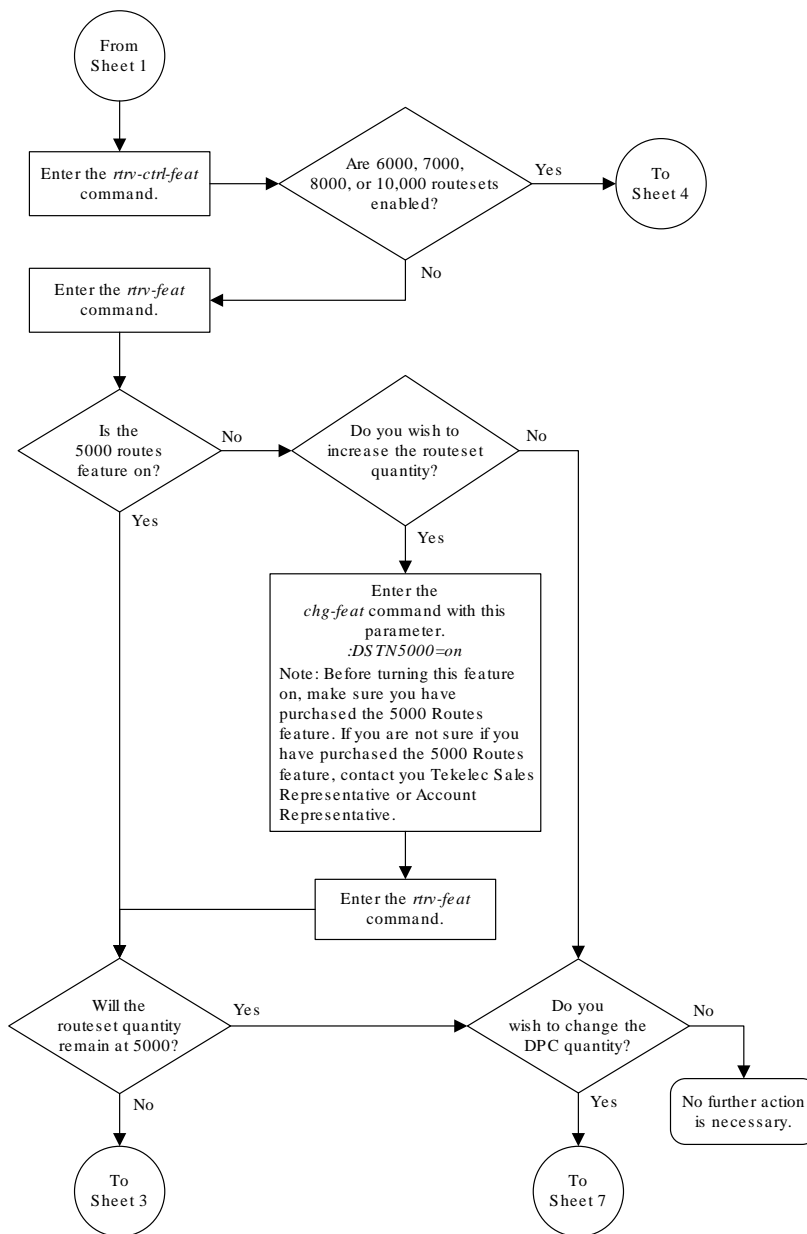 From
Sheet 1
Enter the rtrv-ctrl-feat
command.
Are 6000, 7000,
8000, or 10,000 routesets
enabled?
Yes
To
Sheet 4
No
Enter the rtrv-feat
command.
Is the
5000 routes
feature on?
No
Do you wish to
increase the routeset
quantity?
No
Yes
Yes
Enter the
chg-feat command with this
parameter.
:DSTN5000=on
Note: Before turning this feature
on, make sure you have
purchased the 5000 Routes
feature. If you are not sure if you
have purchased the 5000 Routes
feature, contact you Tekelec Sales
Representative or Account
Representative.
Enter the rtrv-feat
command.
Will the
routeset quantity
remain at 5000?
Yes
Do you
wish to change the
DPC quantity?
No
No
Yes
No further action
is necessary.
To
Sheet 3
To
Sheet 7